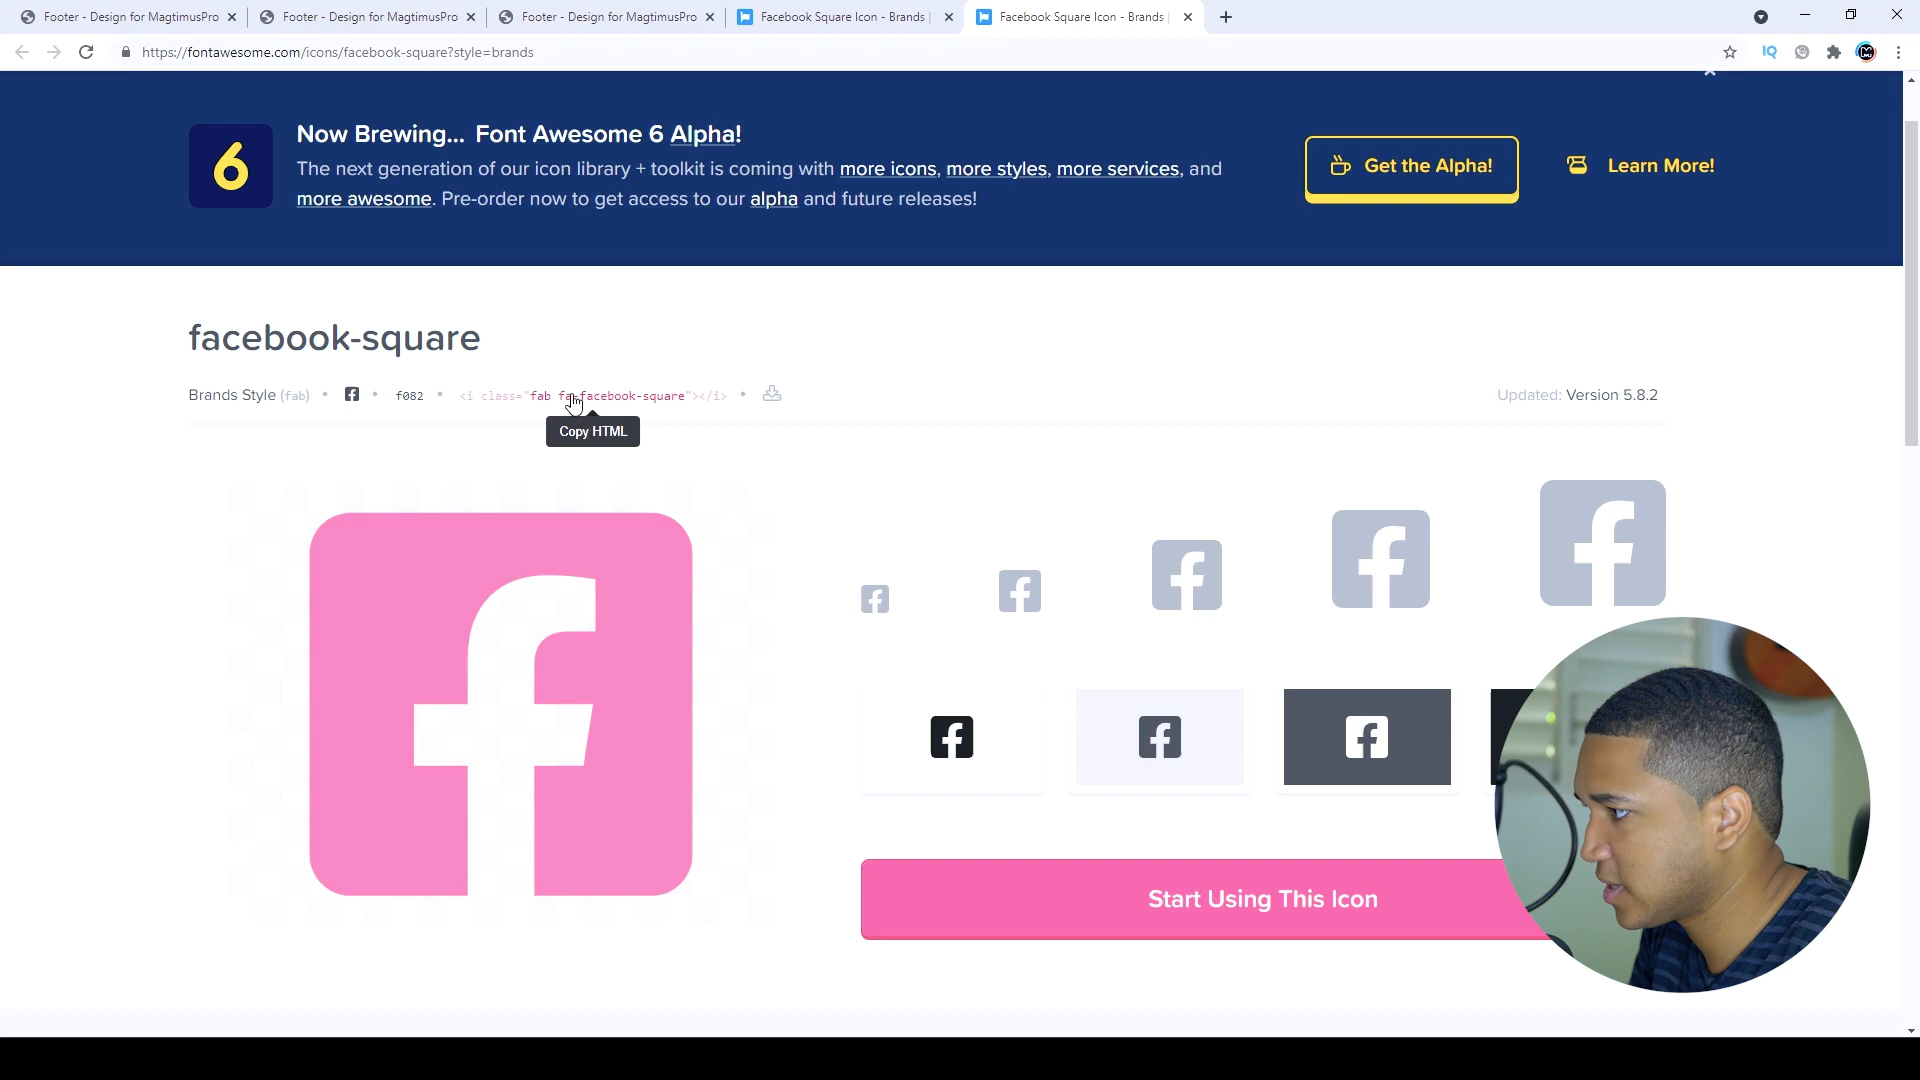 Footer - Design for MagtimusPro
Footer - Design for MagtimusPro
Footer - Design for MagtimusPro
Facebook Square Icon - Brands |
Facebook Square Icon - Brands |
https://fontawesome.com/icons/facebook-square?style=brands
IQ
6
Now Brewing... Font Awesome 6 Alpha!
The next generation of our icon library + toolkit is coming with more icons, more styles, more services, and
more awesome. Pre-order now to get access to our alpha and future releases!
Get the Alpha!
Learn More!
facebook-square
Brands Style (fab) • • f082 • <i class="fab fa-facebook-square"></i> •
Updated: Version 5.8.2
Copy HTML
Start Using This Icon